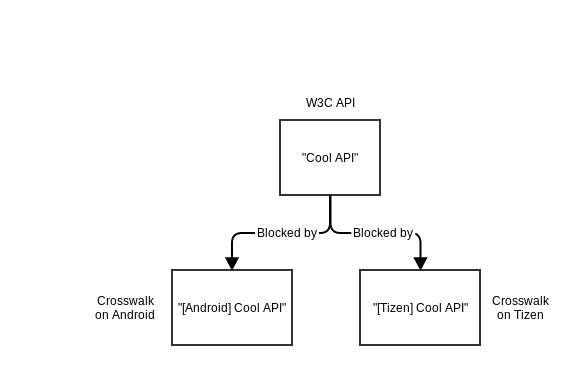 W3C API
"Cool API"
Blocked by
Blocked by
Crosswalk
on Android
"[Android] Cool API"
"[Tizen] Cool API"
Crosswalk
on Tizen